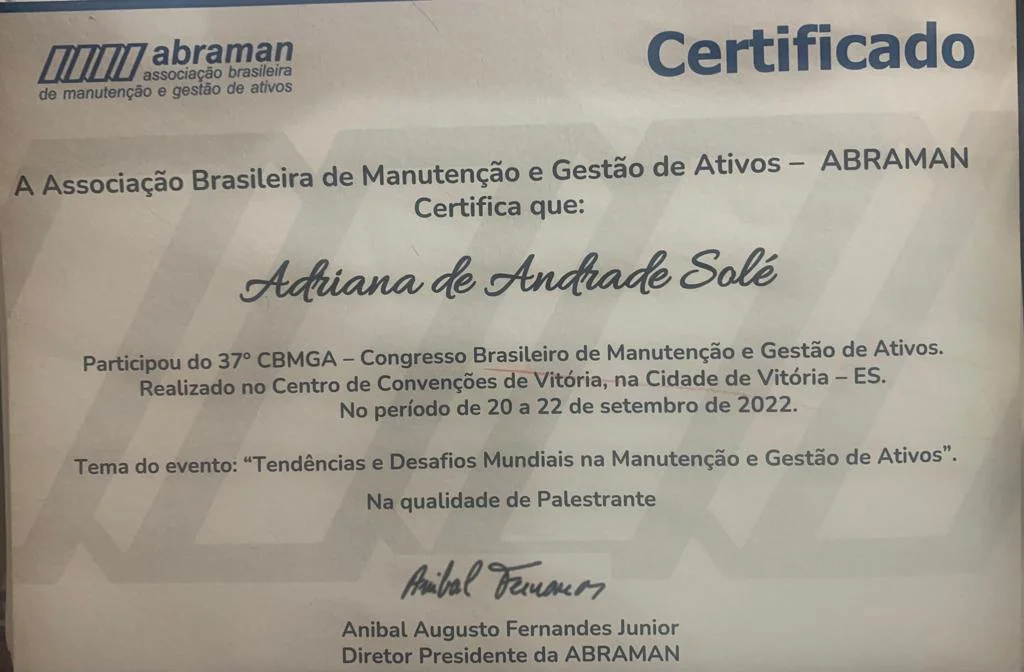 abraman
associação brasileira
de manutenção e gestão de ativos
Certificado
A Associação Brasileira de Manutenção e Gestão de Ativos – ABRAMAN
Certifica que:
Adriana de Andrade Solé
Participou do 37º CBMGA – Congresso Brasileiro de Manutenção e Gestão de Ativos.
Realizado no Centro de Convenções de Vitória, na Cidade de Vitória – ES.
No período de 20 a 22 de setembro de 2022.
Tema do evento: “Tendências e Desafios Mundiais na Manutenção e Gestão de Ativos”.
Na qualidade de Palestrante
Anibal Fernandes
Anibal Augusto Fernandes Junior
Diretor Presidente da ABRAMAN